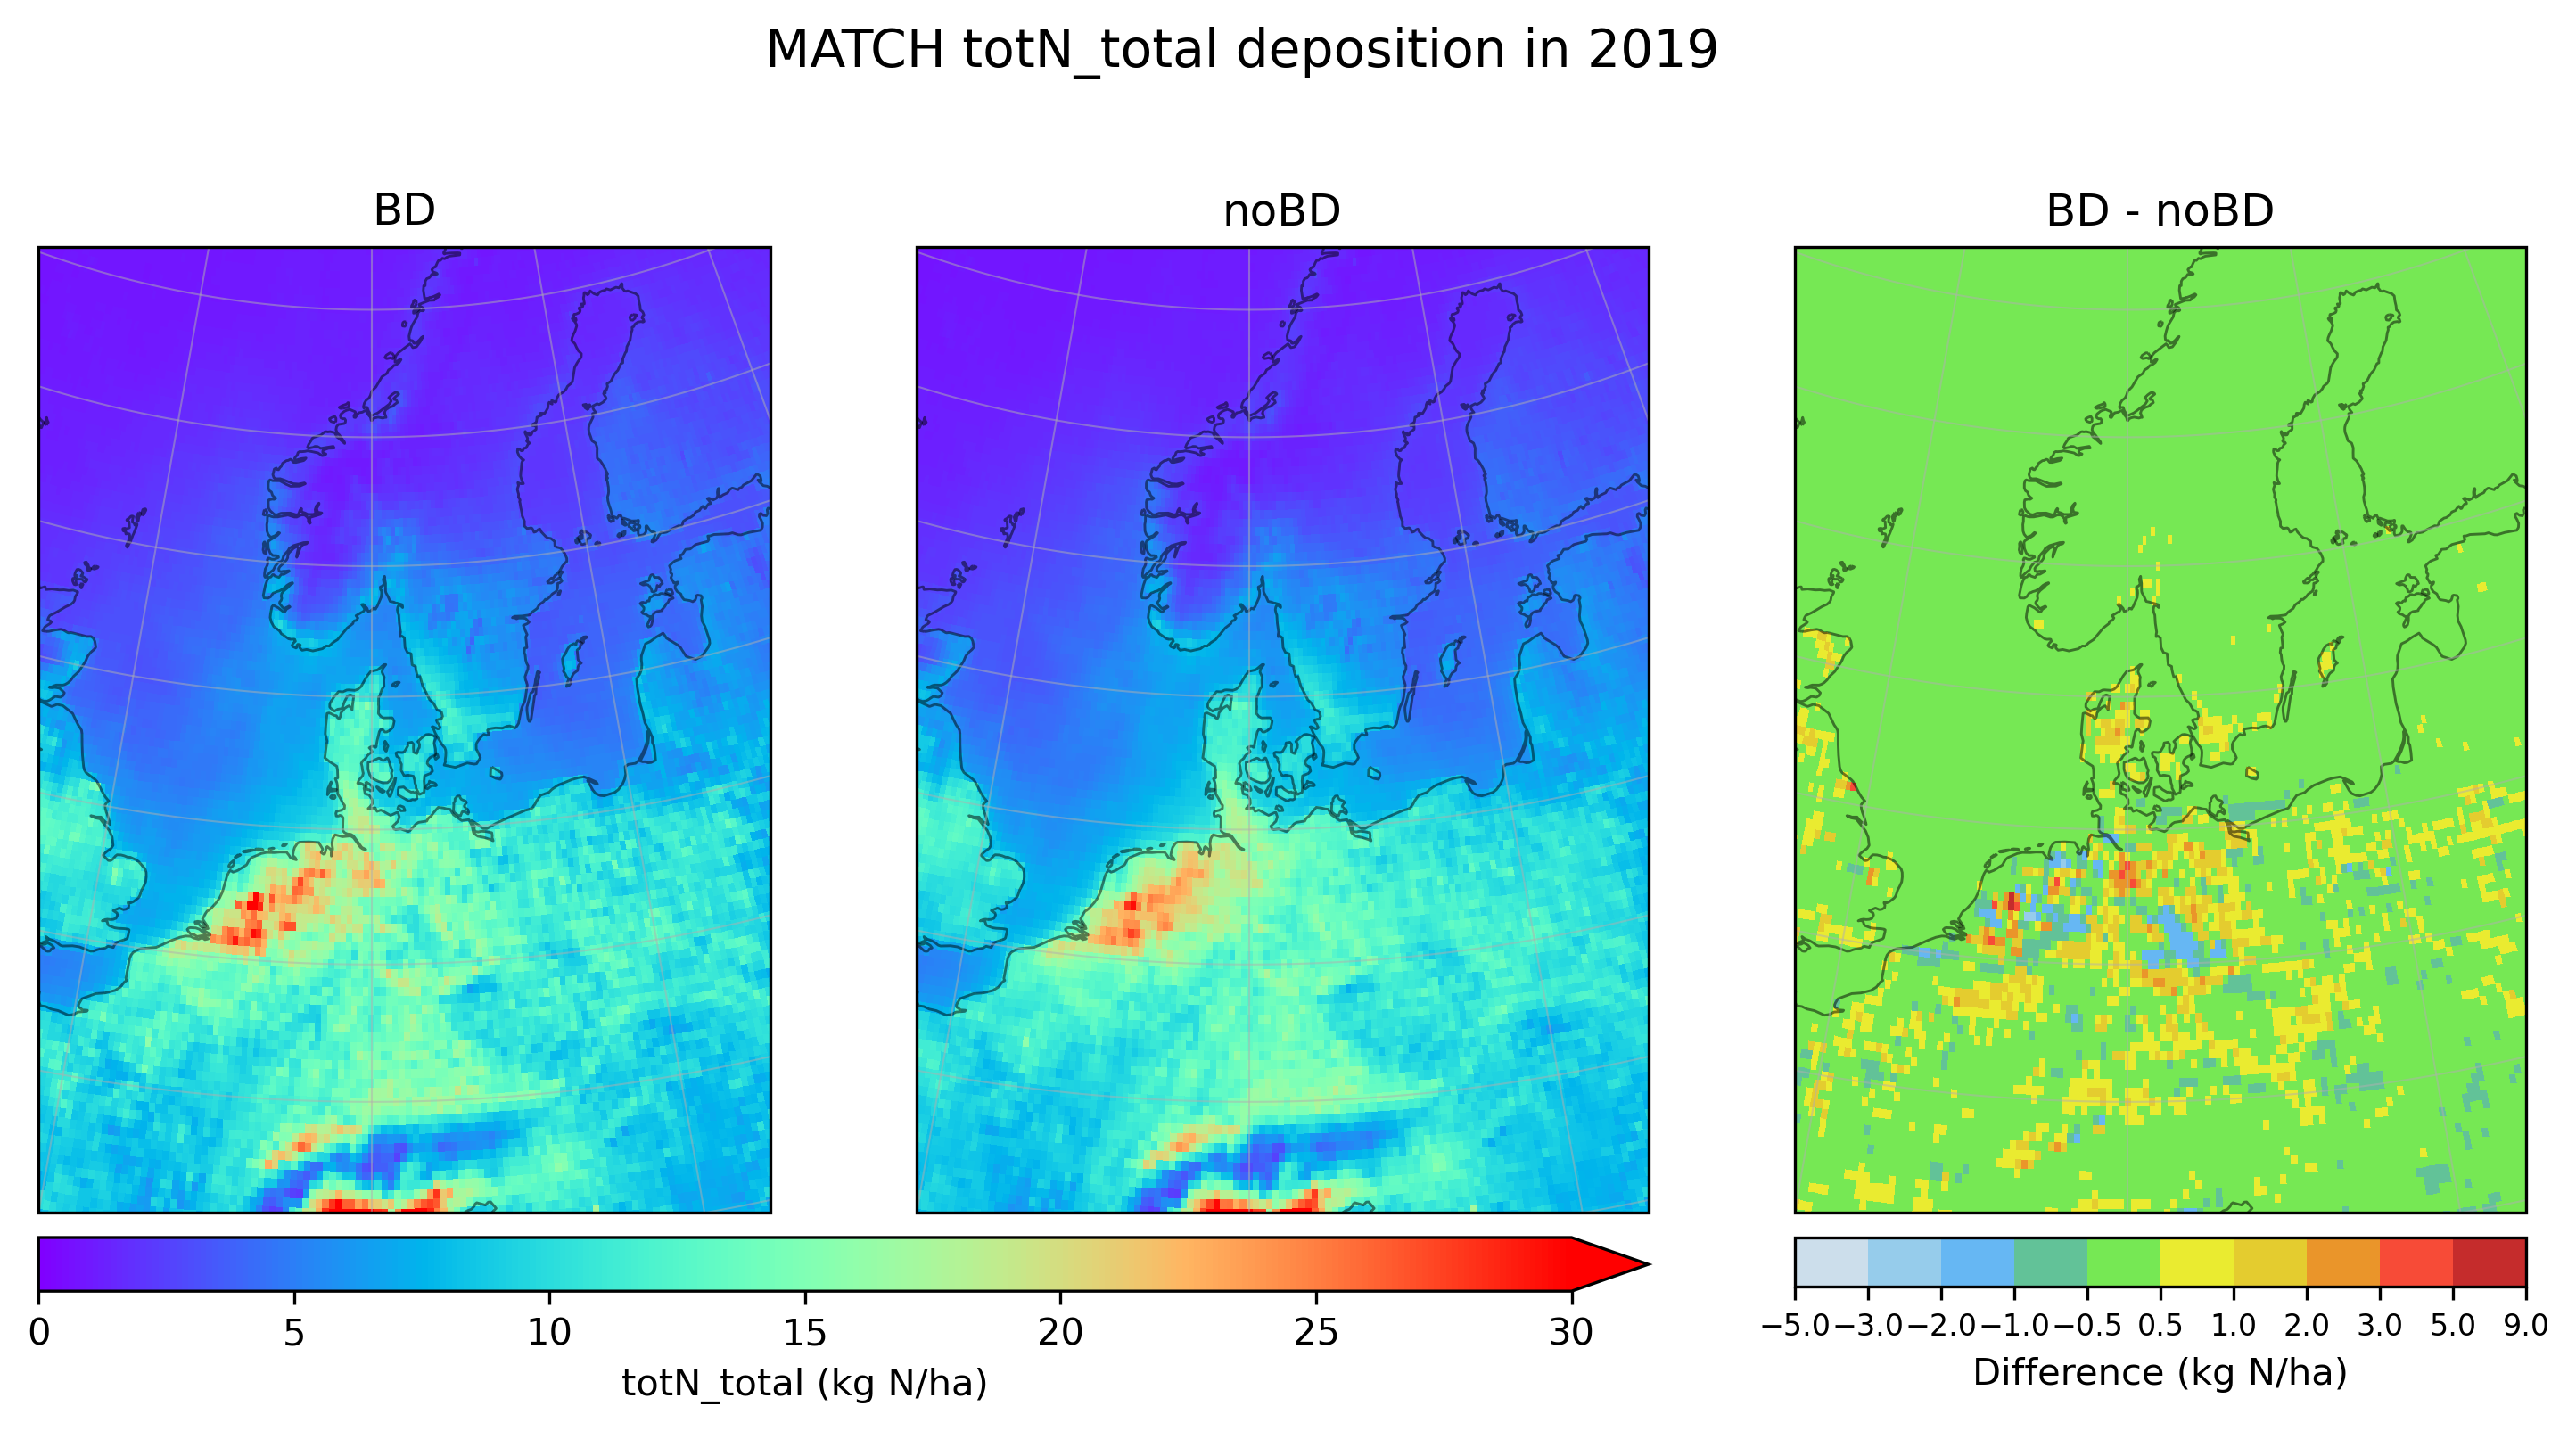 MATCH totN_total deposition in 2019
BD
noBD
BD - noBD
0 5 10 15 20 25 30
totN_total (kg N/ha)
−5.0 −3.0 −2.0 −1.0 −0.5 0.5 1.0 2.0 3.0 5.0 9.0
Difference (kg N/ha)